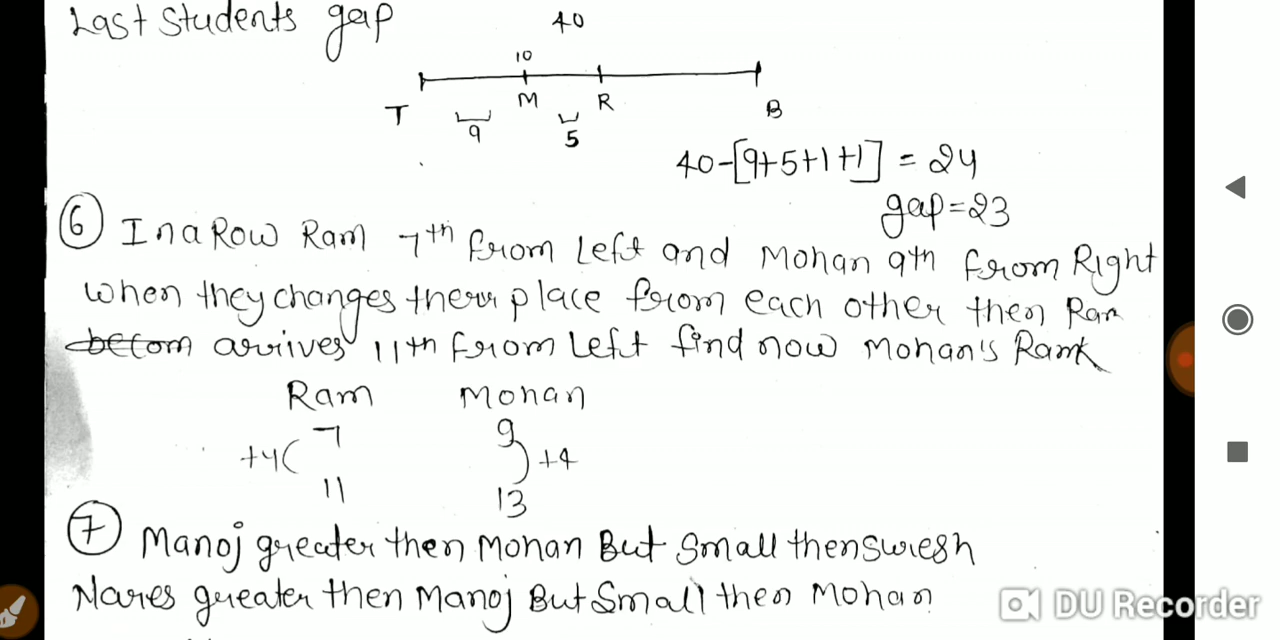 Last Students gap
40
10
T M R B
9 5
40-[9+5+1+1] = 24
gap=23
6 In a Row Ram 7th from Left and Mohan 9th from Right
when they changes there place from each other then Ram
becom arrives 11th from Left find now Mohan's Rank
Ram Mohan
7 9
+4( )+4
11 13
7 Manoj greater then Mohan But Small then Suresh
Nares greater then Manoj But Small then Mohan
DU Recorder